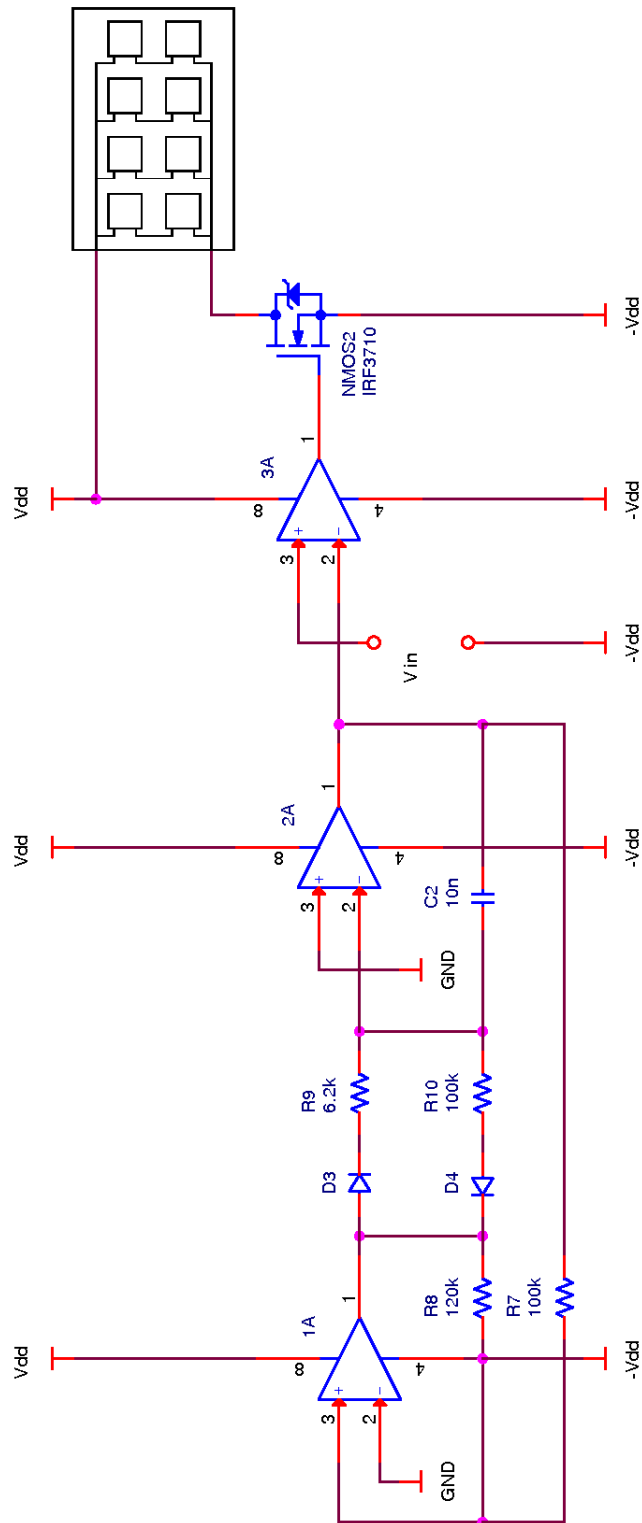 Vdd
Vdd
Vdd
1A
8
3
+
2
-
1
4
GND
-Vdd
R8
120k
R7
100k
D3
R9
6.2k
D4
R10
100k
GND
2A
8
3
+
2
-
1
4
C2
10n
-Vdd
Vin
-Vdd
3A
8
3
+
2
-
1
4
-Vdd
NMOS2
IRF3710
-Vdd